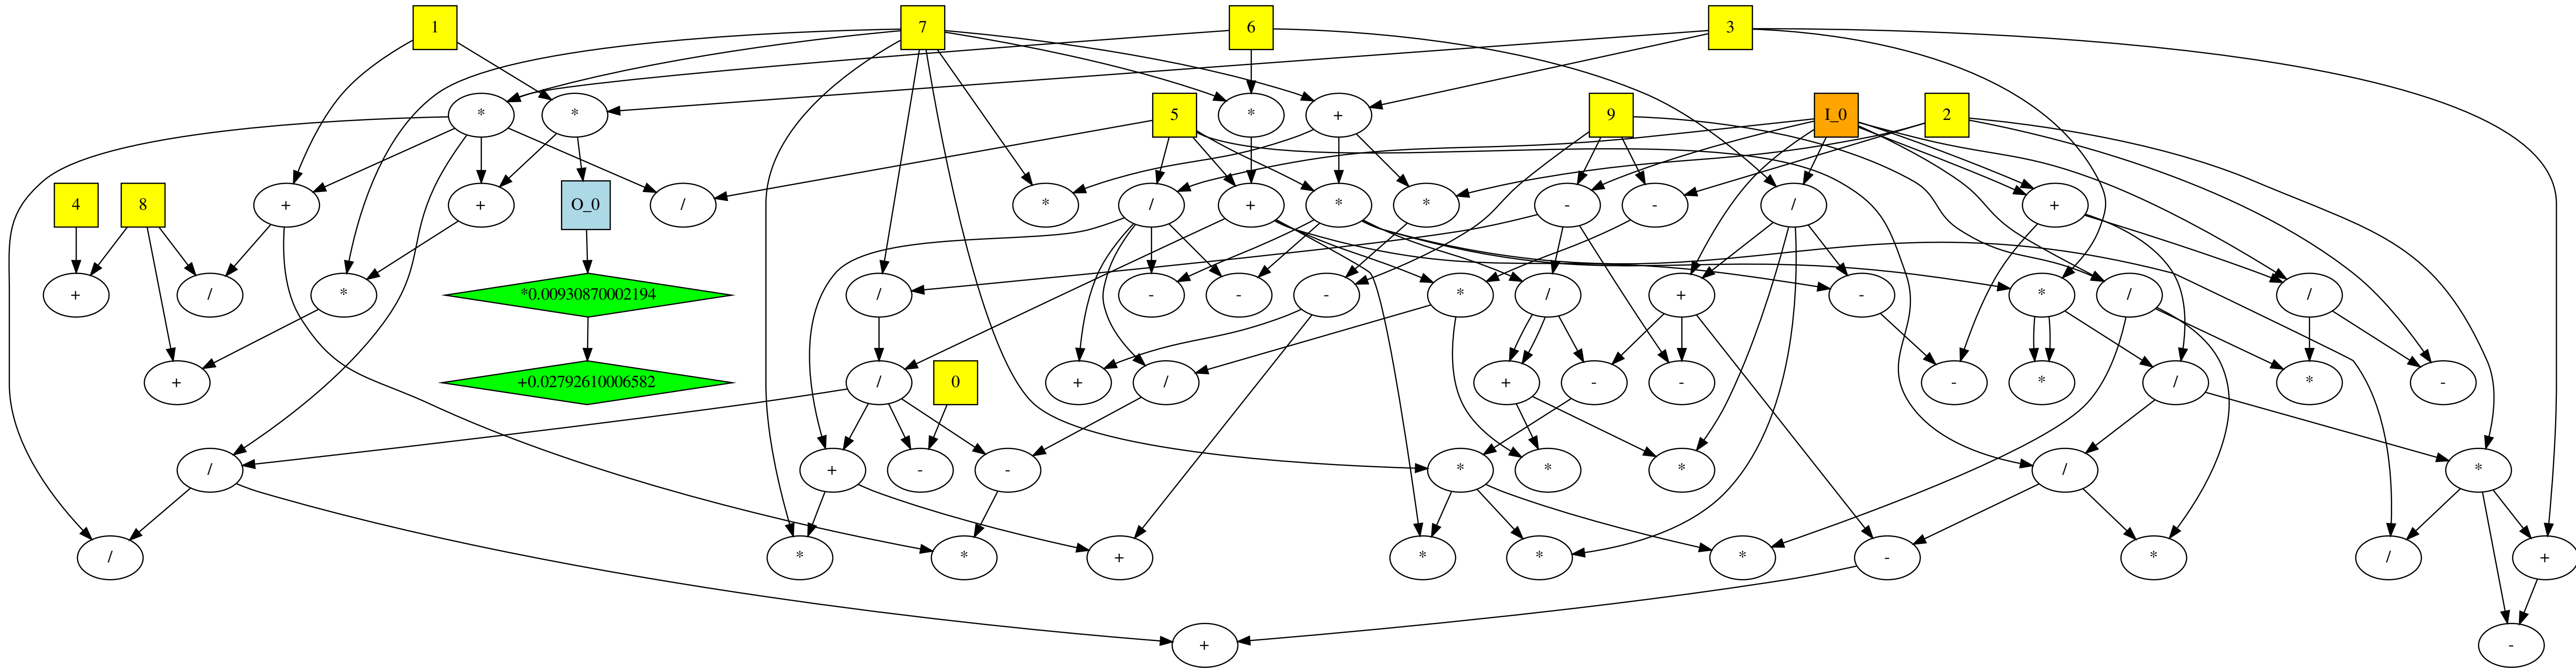 1 7 6 3
* * 5 * + 9 I_0 2
4 8 + + O_0 / * / + * * - - / +
+ / * *0.00930870002194 / - - - * / + - * / /
+ +0.02792610006582 / 0 + / + - - - * / * -
/ + - - * * * / *
/ * * + * * * - * / +
+ -